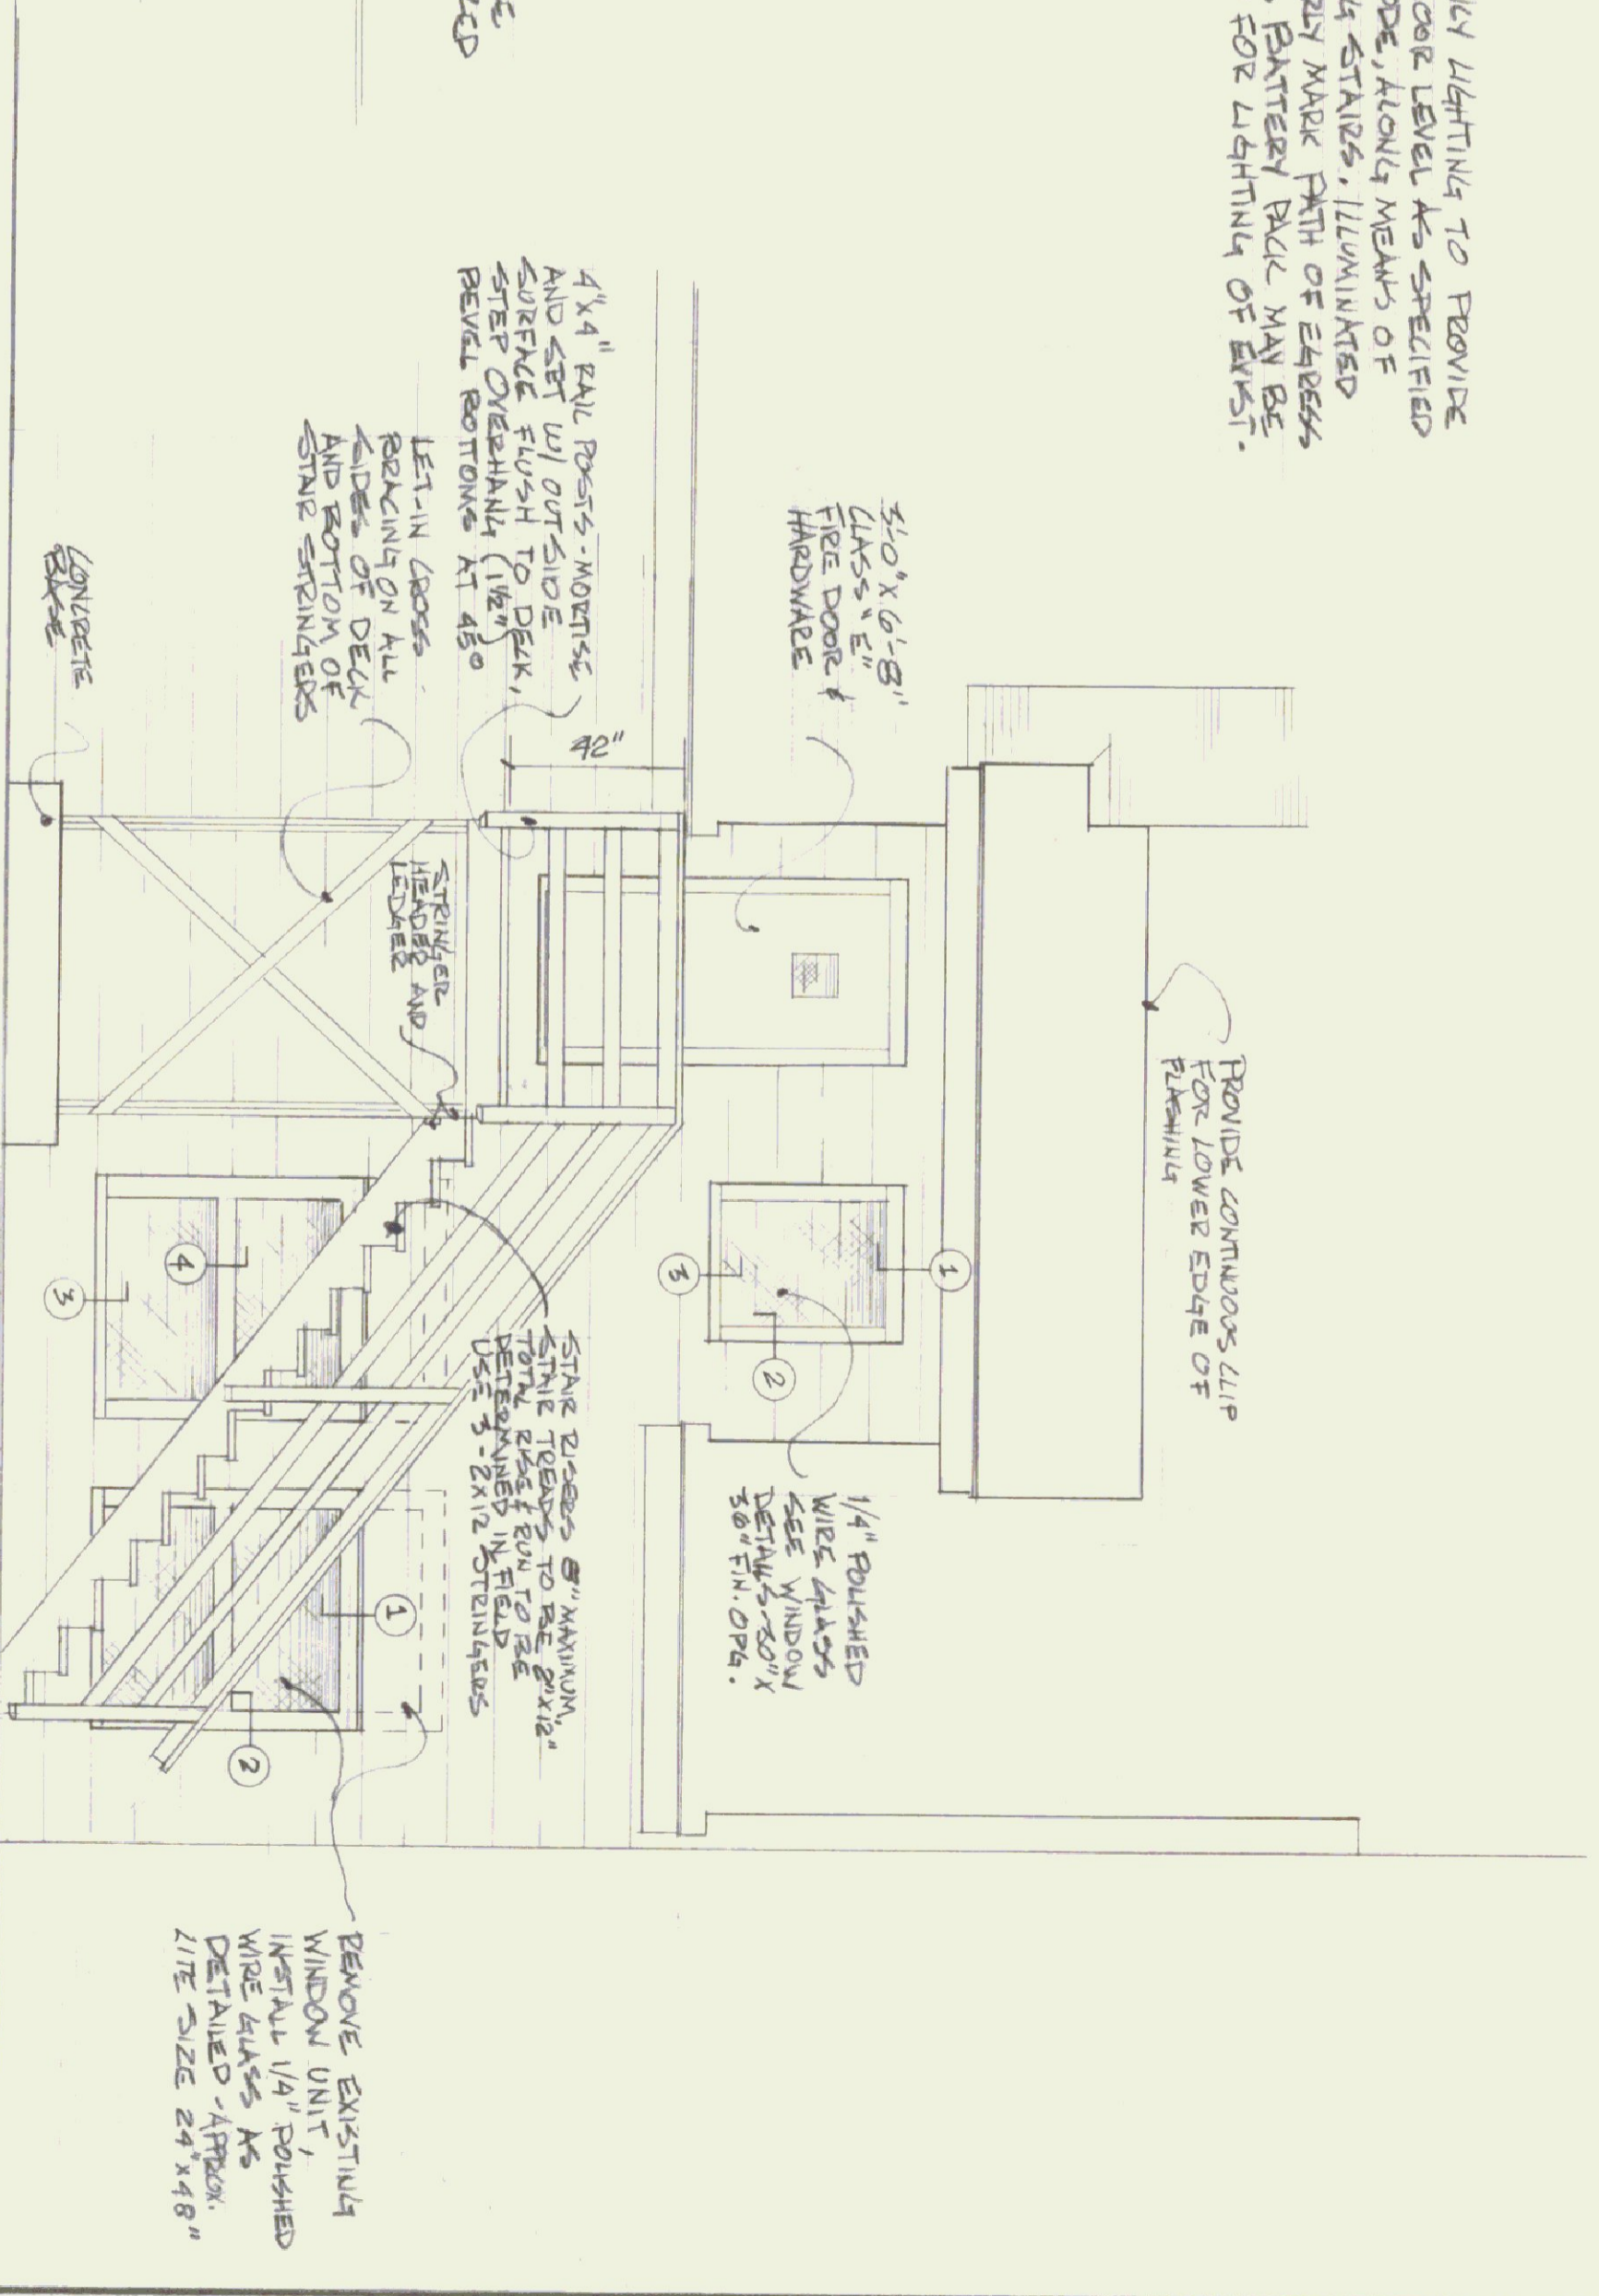 ILY LIGHTING TO PROVIDE
OOR LEVEL AS SPECIFIED
ODE, ALONG MEANS OF
G STAIRS. ILLUMINATED
RLY MARK PATH OF EGRESS
. BATTERY PACK MAY BE
FOR LIGHTING OF EXIST.
E
ED
3'-0" X 6'-8"
CLASS "E"
FIRE DOOR &
HARDWARE
PROVIDE CONTINUOUS CLIP
FOR LOWER EDGE OF
FLASHING
4"X4" RAIL POSTS-MORTISE
AND SET W/ OUTSIDE
SURFACE FLUSH TO DECK,
STEP OVERHANG (1 1/2")
BEVEL BOTTOMS AT 45°
42"
LET-IN CROSS
BRACING ON ALL
SIDES OF DECK
AND BOTTOM OF
STAIR STRINGERS
CONCRETE
BASE
STRINGER
HEADER AND
LEDGER
1
3
2
1/4" POLISHED
WIRE GLASS
SEE WINDOW
DETAILS-30" X
36" FIN. OPG.
STAIR RISERS 8" MAXIMUM,
STAIR TREADS TO BE 2"X12"
TOTAL RISE & RUN TO BE
DETERMINED IN FIELD
USE 3-2X12 STRINGERS
4
3
1
2
REMOVE EXISTING
WINDOW UNIT,
INSTALL 1/4" POLISHED
WIRE GLASS AS
DETAILED - APPROX.
LITE SIZE 24" X 48"